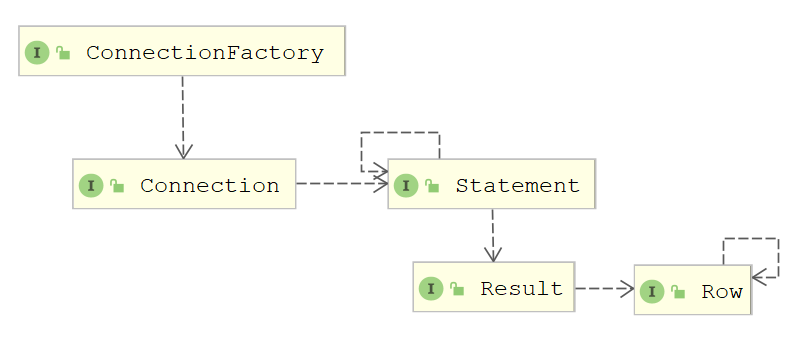 I ConnectionFactory
I Connection
I Statement
I Result
I Row